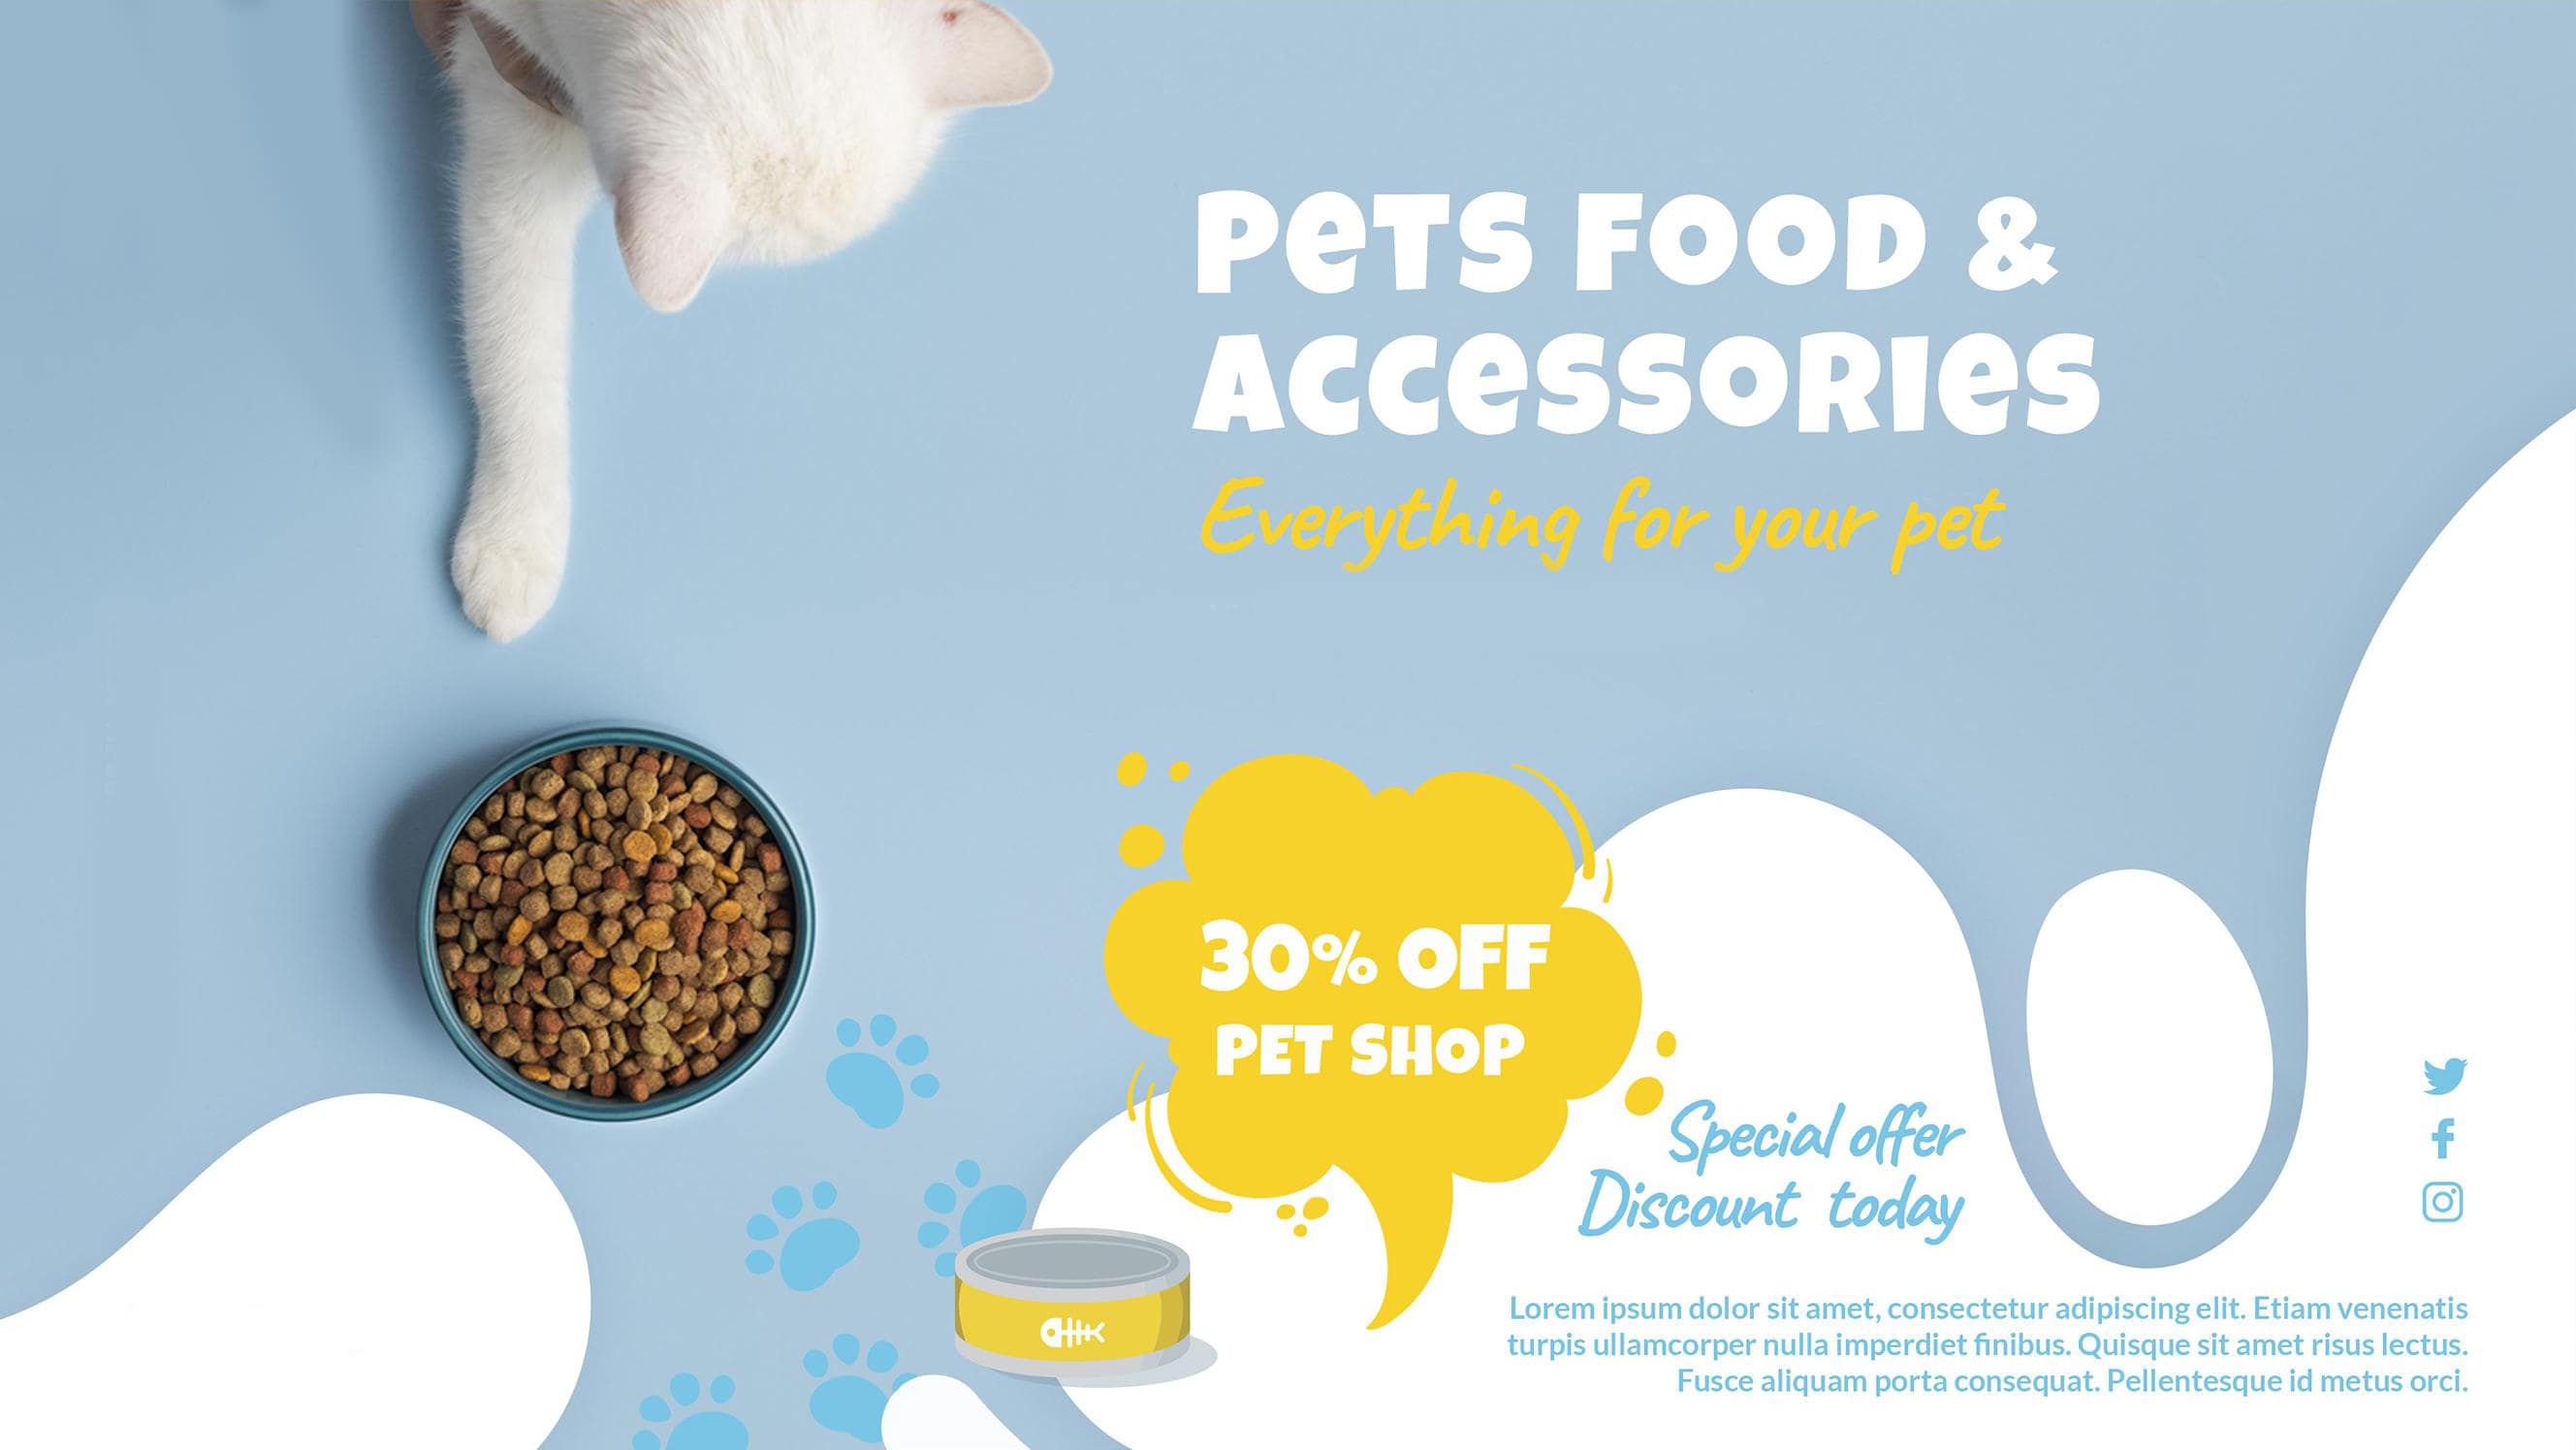 PETS FOOD &
ACCESSORIES
Everything for your pet
30% OFF
PET SHOP
Special offer
Discount today
Lorem ipsum dolor sit amet, consectetur adipiscing elit. Etiam venenatis
turpis ullamcorper nulla imperdiet finibus. Quisque sit amet risus lectus.
Fusce aliquam porta consequat. Pellentesque id metus orci.